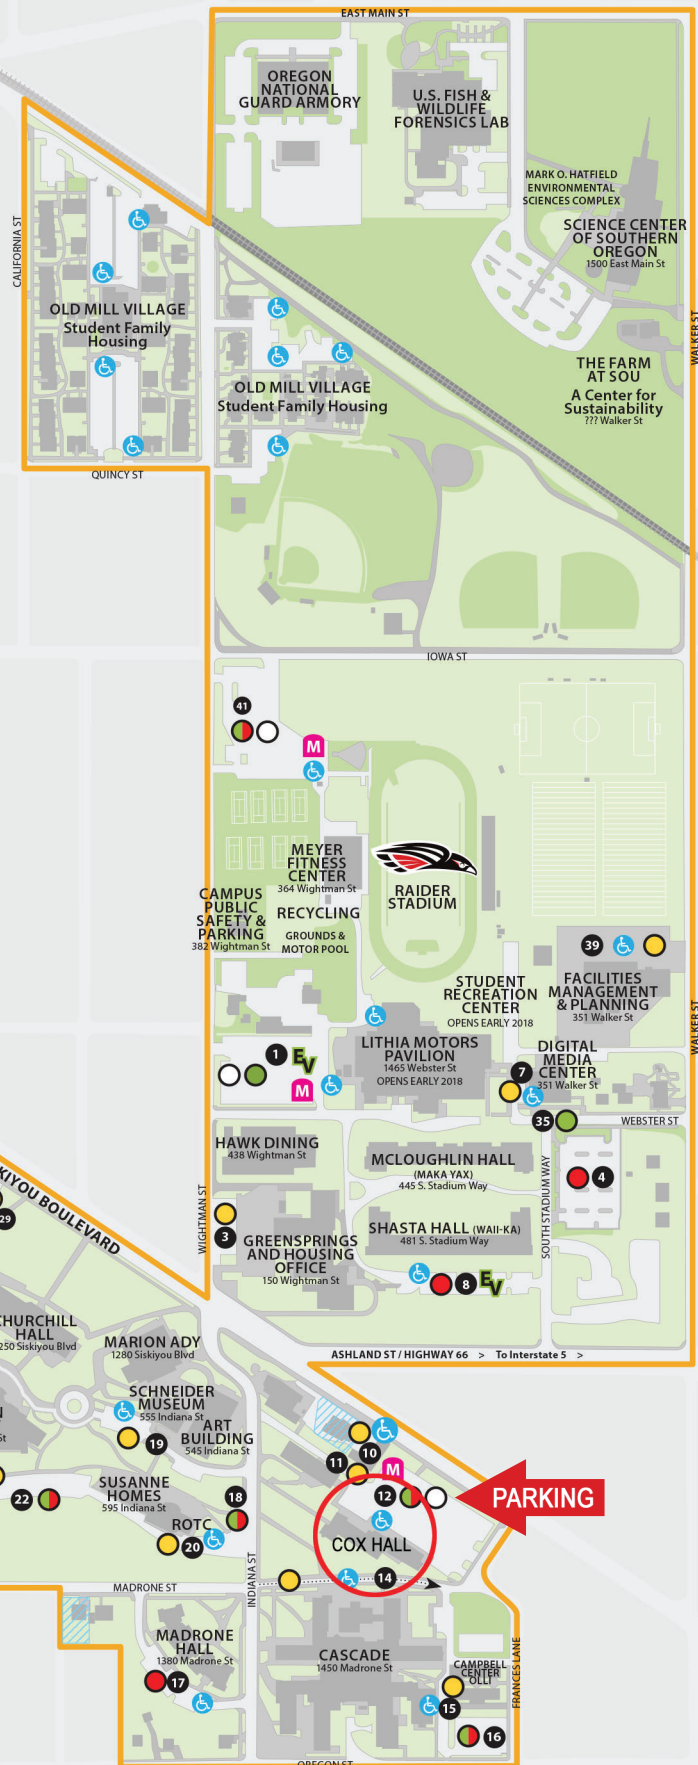 EAST MAIN ST
OREGON
NATIONAL
GUARD ARMORY
U.S. FISH &
WILDLIFE
FORENSICS LAB
MARK O. HATFIELD
ENVIRONMENTAL
SCIENCES COMPLEX
SCIENCE CENTER
OF SOUTHERN
OREGON
1500 East Main St
CALIFORNIA ST
OLD MILL VILLAGE
Student Family
Housing
WALKER ST
THE FARM
AT SOU
A Center for
Sustainability
??? Walker St
OLD MILL VILLAGE
Student Family Housing
QUINCY ST
IOWA ST
41
M
MEYER
FITNESS
CENTER
364 Wightman St
RAIDER
STADIUM
CAMPUS
PUBLIC
SAFETY &
PARKING
382 Wightman St
RECYCLING
GROUNDS &
MOTOR POOL
39
STUDENT
RECREATION
CENTER
OPENS EARLY 2018
FACILITIES
MANAGEMENT
& PLANNING
351 Walker St
WALKER ST
LITHIA MOTORS
PAVILION
1465 Webster St
OPENS EARLY 2018
DIGITAL
MEDIA
CENTER
351 Walker St
1
EV
M
7
35
WEBSTER ST
HAWK DINING
438 Wightman St
MCLOUGHLIN HALL
(MAKA YAX)
445 S. Stadium Way
SOUTH STADIUM WAY
4
KIYOU BOULEVARD
29
WIGHTMAN ST
3
SHASTA HALL (WAII-KA)
481 S. Stadium Way
GREENSPRINGS
AND HOUSING
OFFICE
150 Wightman St
8
EV
CHURCHILL
HALL
250 Siskiyou Blvd
MARION ADY
1280 Siskiyou Blvd
ASHLAND ST / HIGHWAY 66 > To Interstate 5 >
SCHNEIDER
MUSEUM
555 Indiana St
N
St
19
ART
BUILDING
545 Indiana St
10
11
M
12
PARKING
SUSANNE
HOMES
595 Indiana St
22
18
ROTC
20
COX HALL
INDIANA ST
MADRONE ST
14
MADRONE
HALL
1380 Madrone St
17
CASCADE
1450 Madrone St
CAMPBELL
CENTER
OLLI
FRANCES LANE
15
16
OREGON ST